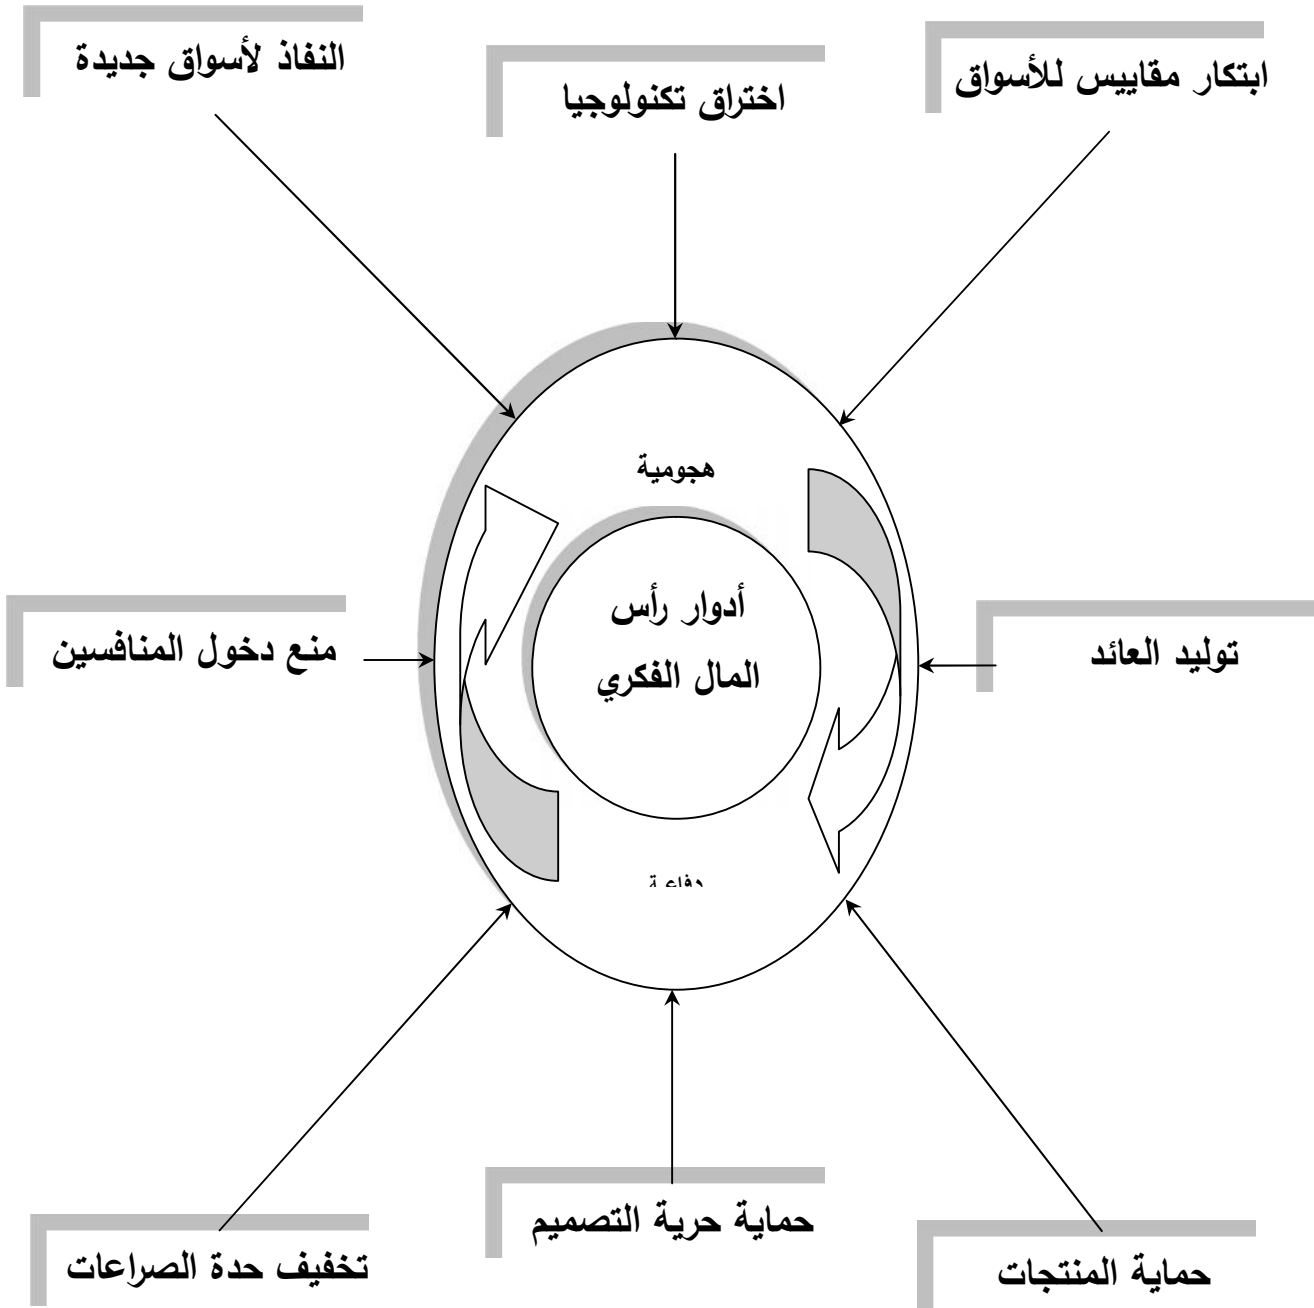 ابتكار مقاييس للأسواق
اختراق تكنولوجيا
النفاذ لأسواق جديدة
هجومية
أدوار رأس
المال الفكري
توليد العائد
منع دخول المنافسين
حماية المنتجات
حماية حرية التصميم
تخفيف حدة الصراعات